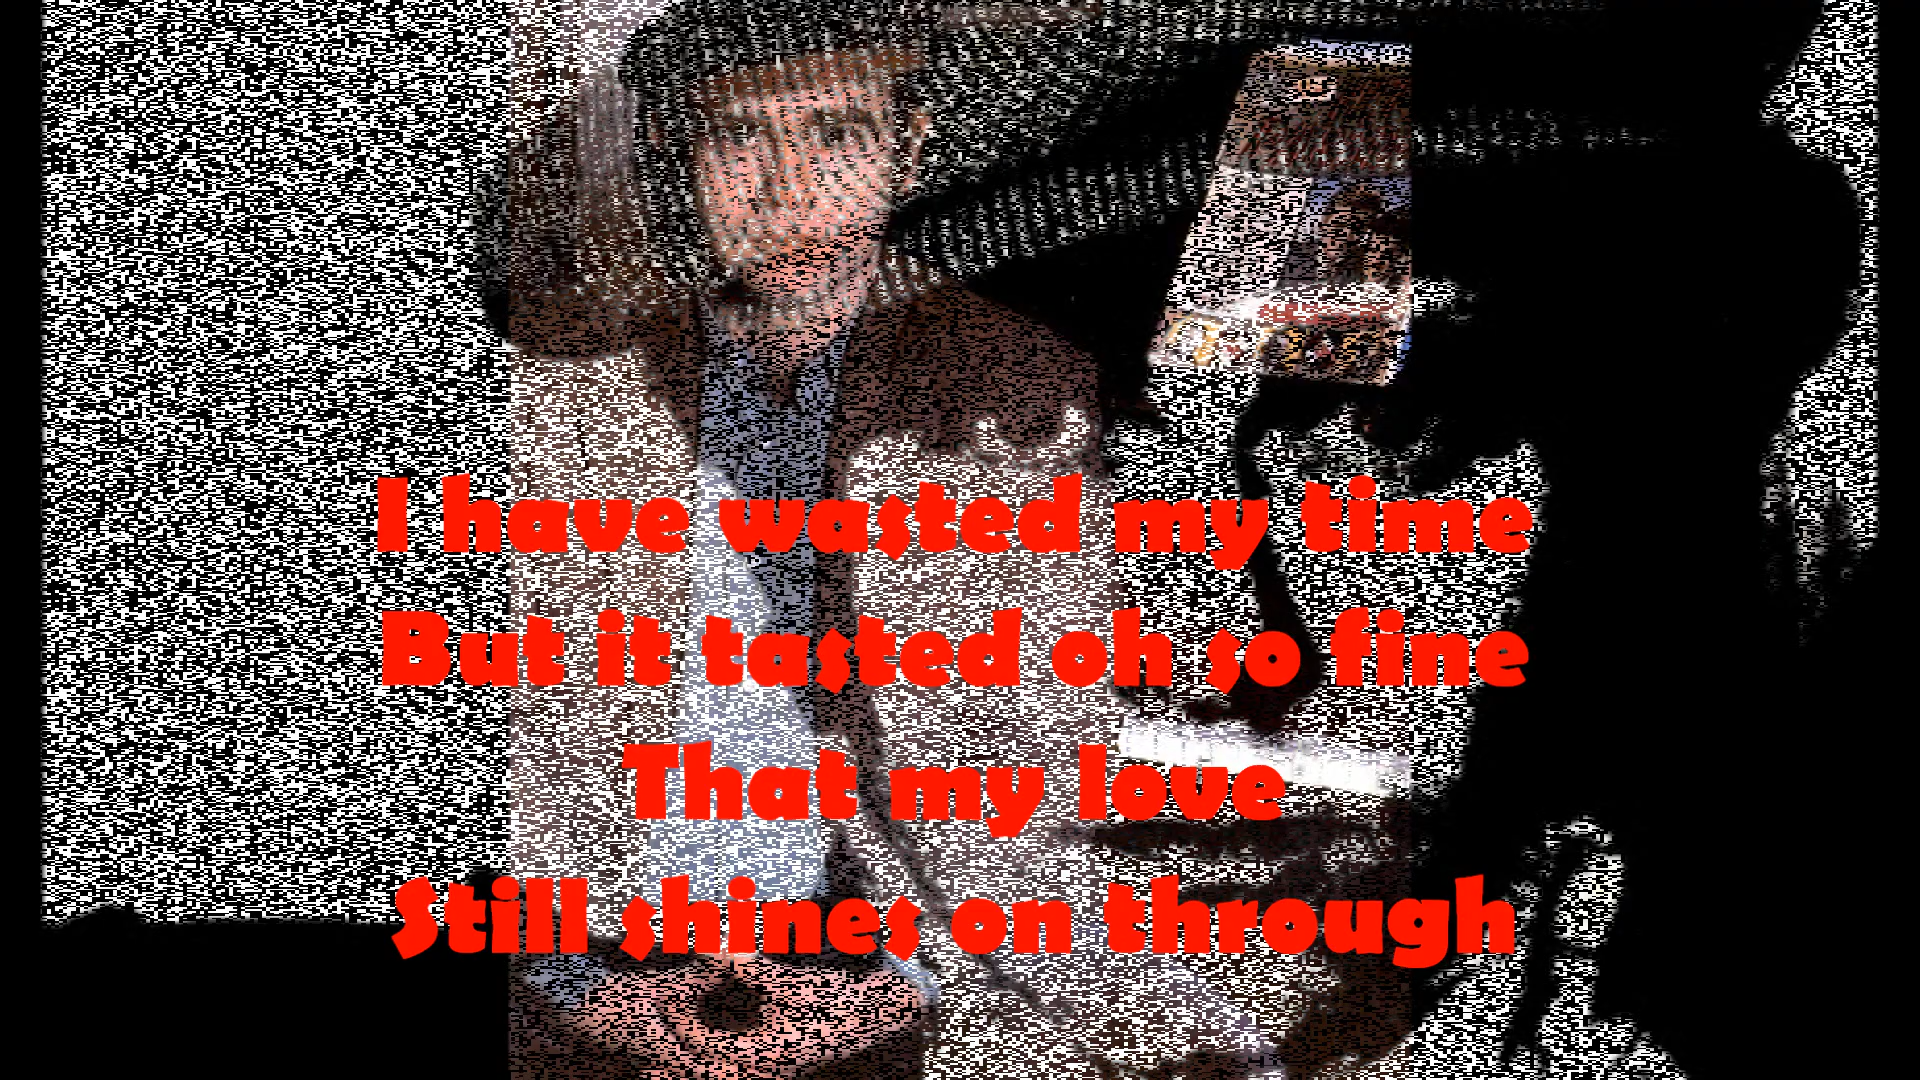 I have wasted my time
But it tasted oh so fine
That my love
Still shines on through